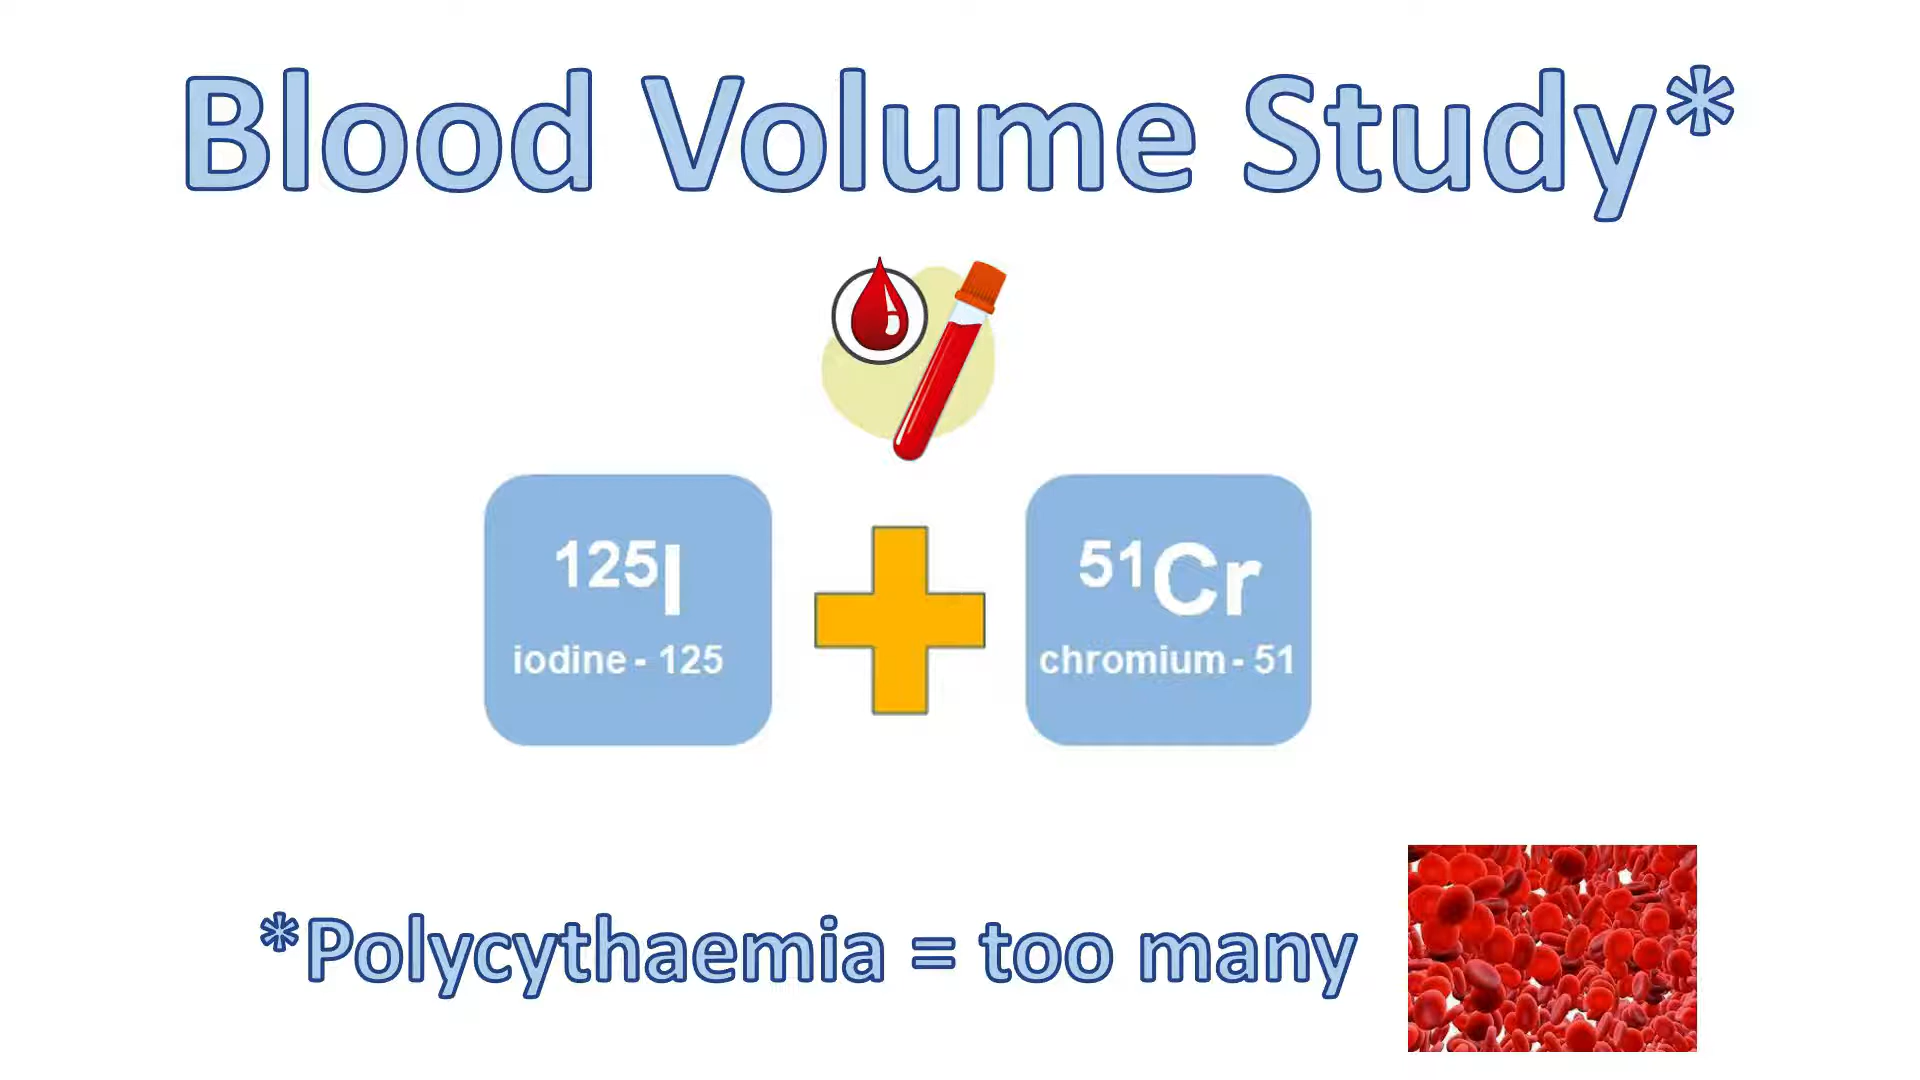 Blood Volume Study*
125I
iodine - 125
51Cr
chromium - 51
*Polycythaemia = too many